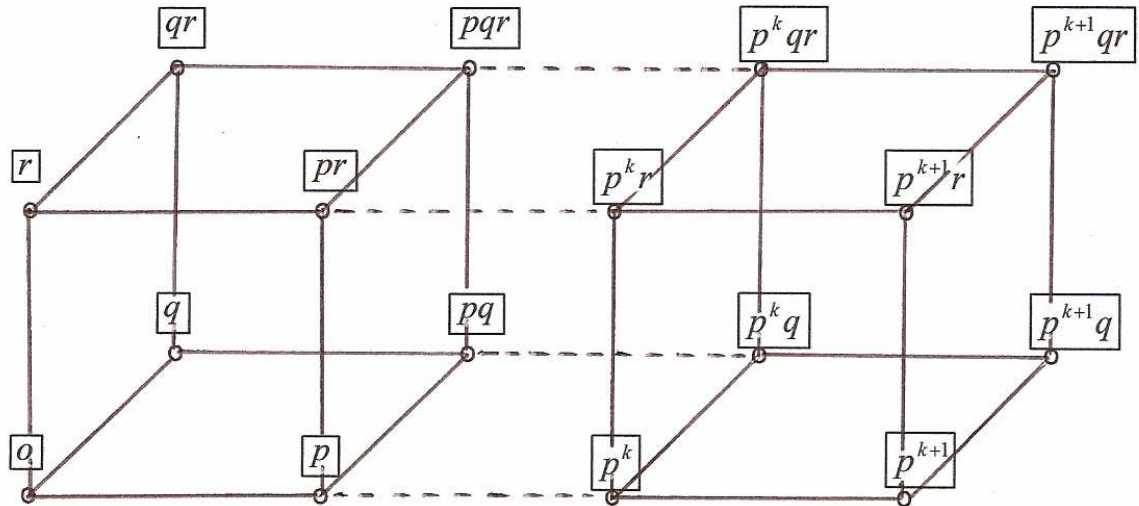 qr pqr p^k qr p^{k+1} qr
r pr p^k r p^{k+1} r
q pq p^k q p^{k+1} q
o p p^k p^{k+1}